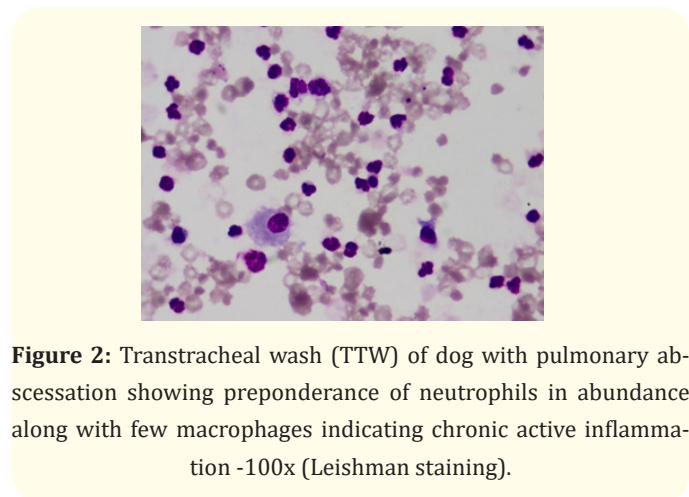 Figure 2: Transtracheal wash (TTW) of dog with pulmonary ab-
scessation showing preponderance of neutrophils in abundance
along with few macrophages indicating chronic active inflamma-
tion -100x (Leishman staining).